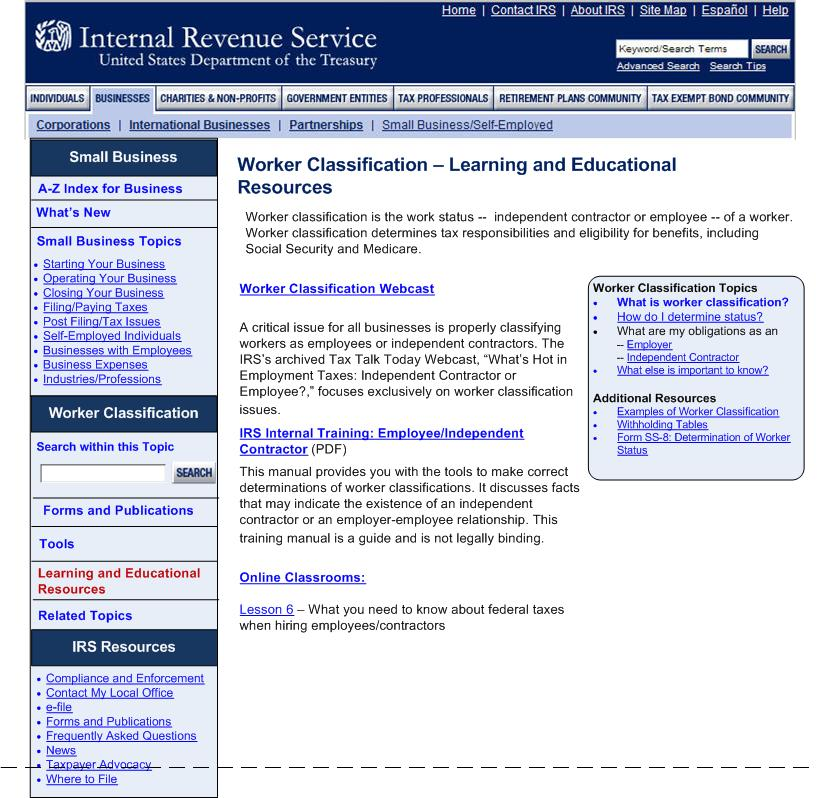 Home | Contact IRS | About IRS | Site Map | Español | Help
IRS
Internal Revenue Service
United States Department of the Treasury
Keyword/Search Terms SEARCH
Advanced Search Search Tips
INDIVIDUALS BUSINESSES CHARITIES & NON-PROFITS GOVERNMENT ENTITIES TAX PROFESSIONALS RETIREMENT PLANS COMMUNITY TAX EXEMPT BOND COMMUNITY
Corporations | International Businesses | Partnerships | Small Business/Self-Employed
Small Business
A-Z Index for Business
What's New
Small Business Topics
• Starting Your Business
• Operating Your Business
• Closing Your Business
• Filing/Paying Taxes
• Post Filing/Tax Issues
• Self-Employed Individuals
• Businesses with Employees
• Business Expenses
• Industries/Professions
Worker Classification
Search within this Topic
SEARCH
Forms and Publications
Tools
Learning and Educational
Resources
Related Topics
IRS Resources
• Compliance and Enforcement
• Contact My Local Office
• e-file
• Forms and Publications
• Frequently Asked Questions
• News
• Taxpayer Advocacy
• Where to File
Worker Classification – Learning and Educational
Resources
Worker classification is the work status -- independent contractor or employee -- of a worker.
Worker classification determines tax responsibilities and eligibility for benefits, including
Social Security and Medicare.
Worker Classification Webcast
A critical issue for all businesses is properly classifying
workers as employees or independent contractors. The
IRS's archived Tax Talk Today Webcast, “What's Hot in
Employment Taxes: Independent Contractor or
Employee?,” focuses exclusively on worker classification
issues.
IRS Internal Training: Employee/Independent
Contractor (PDF)
This manual provides you with the tools to make correct
determinations of worker classifications. It discusses facts
that may indicate the existence of an independent
contractor or an employer-employee relationship. This
training manual is a guide and is not legally binding.
Online Classrooms:
Lesson 6 – What you need to know about federal taxes
when hiring employees/contractors
Worker Classification Topics
• What is worker classification?
• How do I determine status?
• What are my obligations as an
-- Employer
-- Independent Contractor
• What else is important to know?
Additional Resources
• Examples of Worker Classification
• Withholding Tables
• Form SS-8: Determination of Worker
Status